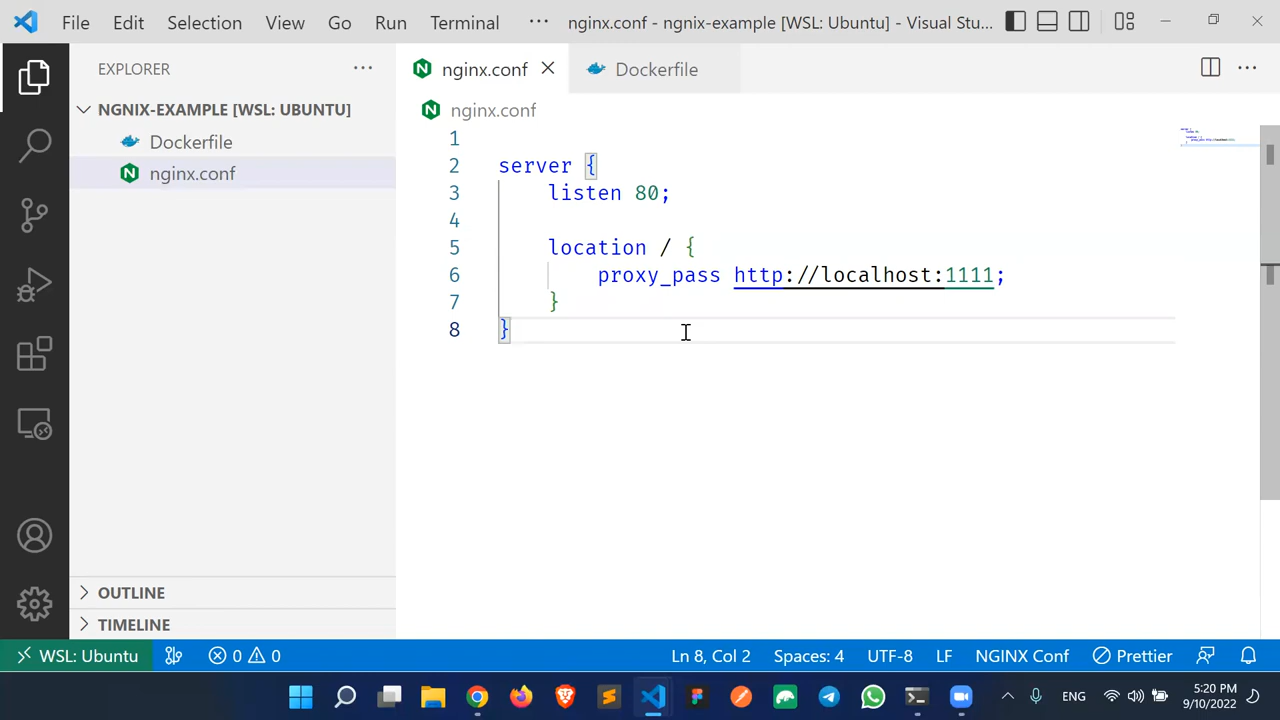 File Edit Selection View Go Run Terminal ··· nginx.conf - ngnix-example [WSL: Ubuntu] - Visual Stu...
EXPLORER ···
NGNIX-EXAMPLE [WSL: UBUNTU]
Dockerfile
nginx.conf
OUTLINE
TIMELINE
nginx.conf Dockerfile ···
nginx.conf
1
2 server {
3 listen 80;
4
5 location / {
6 proxy_pass http://localhost:1111;
7 }
8 }
WSL: Ubuntu 0 0 Ln 8, Col 2 Spaces: 4 UTF-8 LF NGINX Conf Prettier
ENG 5:20 PM
9/10/2022